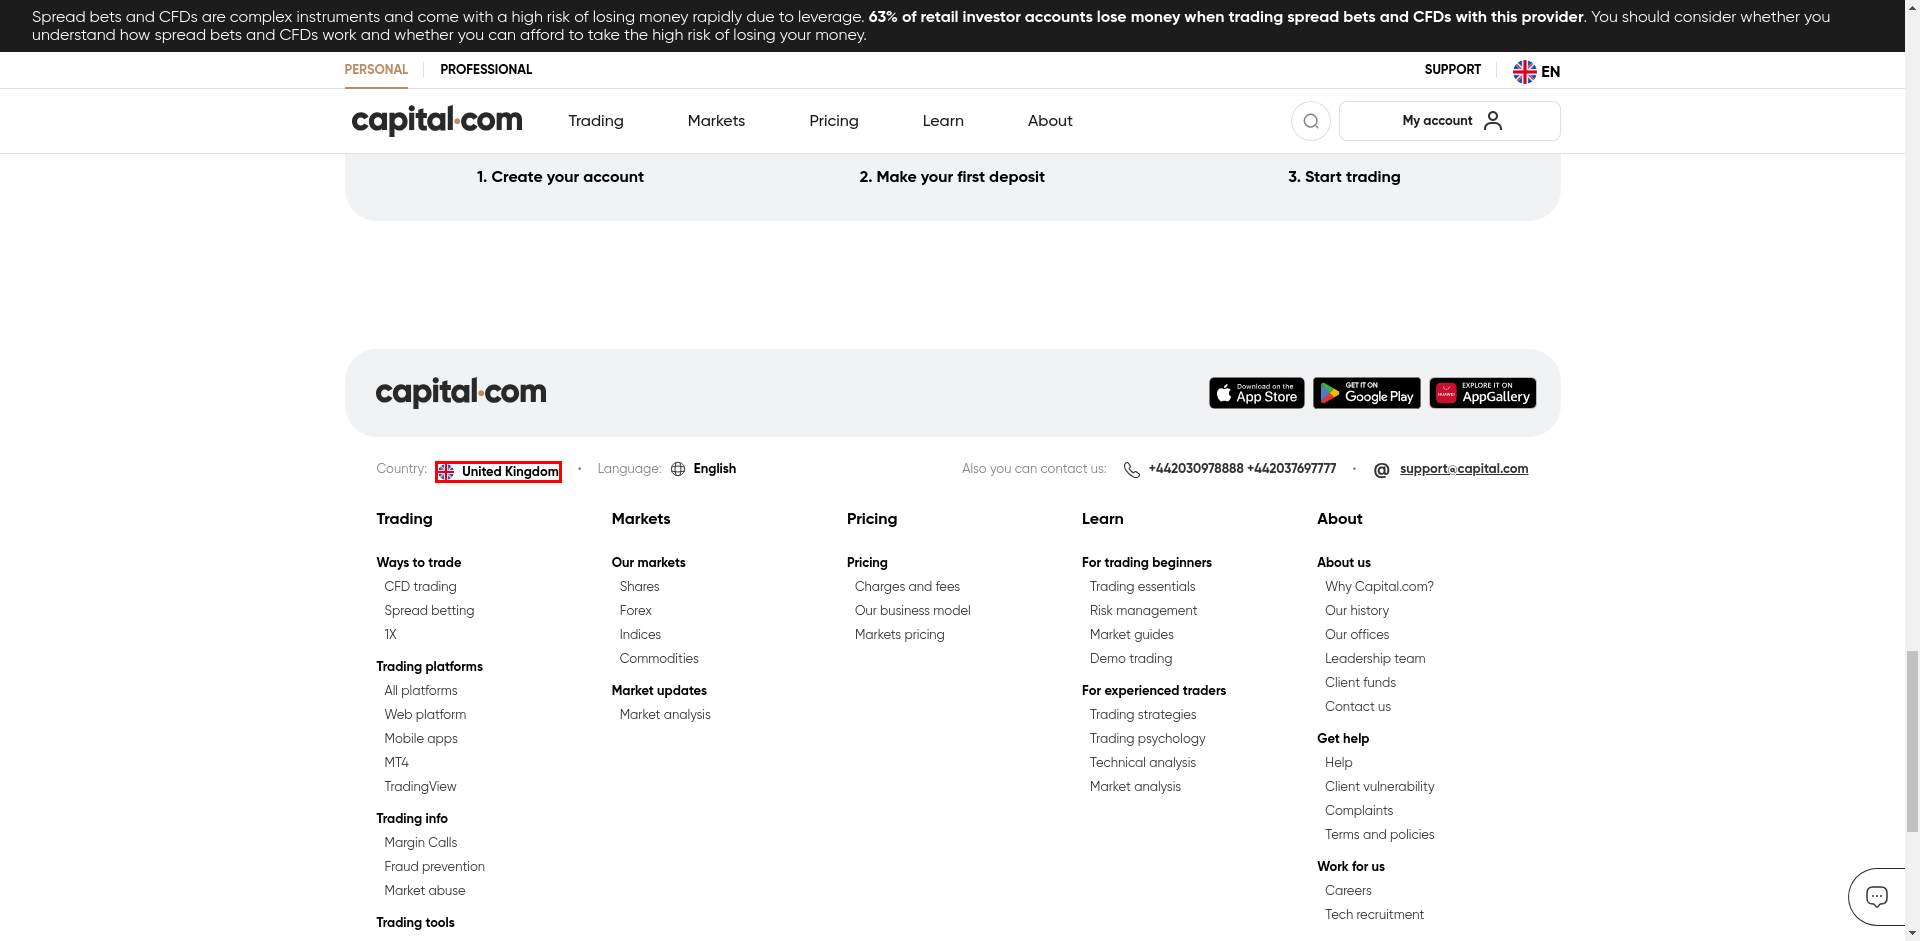 Spread bets and CFDs are complex instruments and come with a high risk of losing money rapidly due to leverage. 63% of retail investor accounts lose money when trading spread bets and CFDs with this provider. You should consider whether you
understand how spread bets and CFDs work and whether you can afford to take the high risk of losing your money.
PERSONAL PROFESSIONAL SUPPORT EN
capital.com Trading Markets Pricing Learn About My account
1. Create your account 2. Make your first deposit 3. Start trading
capital.com
Download on the App Store
GET IT ON Google Play
HUAWEI EXPLORE IT ON AppGallery
Country: United Kingdom • Language: English Also you can contact us: +442030978888 +442037697777 • @ support@capital.com
Trading
Ways to trade
CFD trading
Spread betting
1X
Trading platforms
All platforms
Web platform
Mobile apps
MT4
TradingView
Trading info
Margin Calls
Fraud prevention
Market abuse
Trading tools
Markets
Our markets
Shares
Forex
Indices
Commodities
Market updates
Market analysis
Pricing
Pricing
Charges and fees
Our business model
Markets pricing
Learn
For trading beginners
Trading essentials
Risk management
Market guides
Demo trading
For experienced traders
Trading strategies
Trading psychology
Technical analysis
Market analysis
About
About us
Why Capital.com?
Our history
Our offices
Leadership team
Client funds
Contact us
Get help
Help
Client vulnerability
Complaints
Terms and policies
Work for us
Careers
Tech recruitment